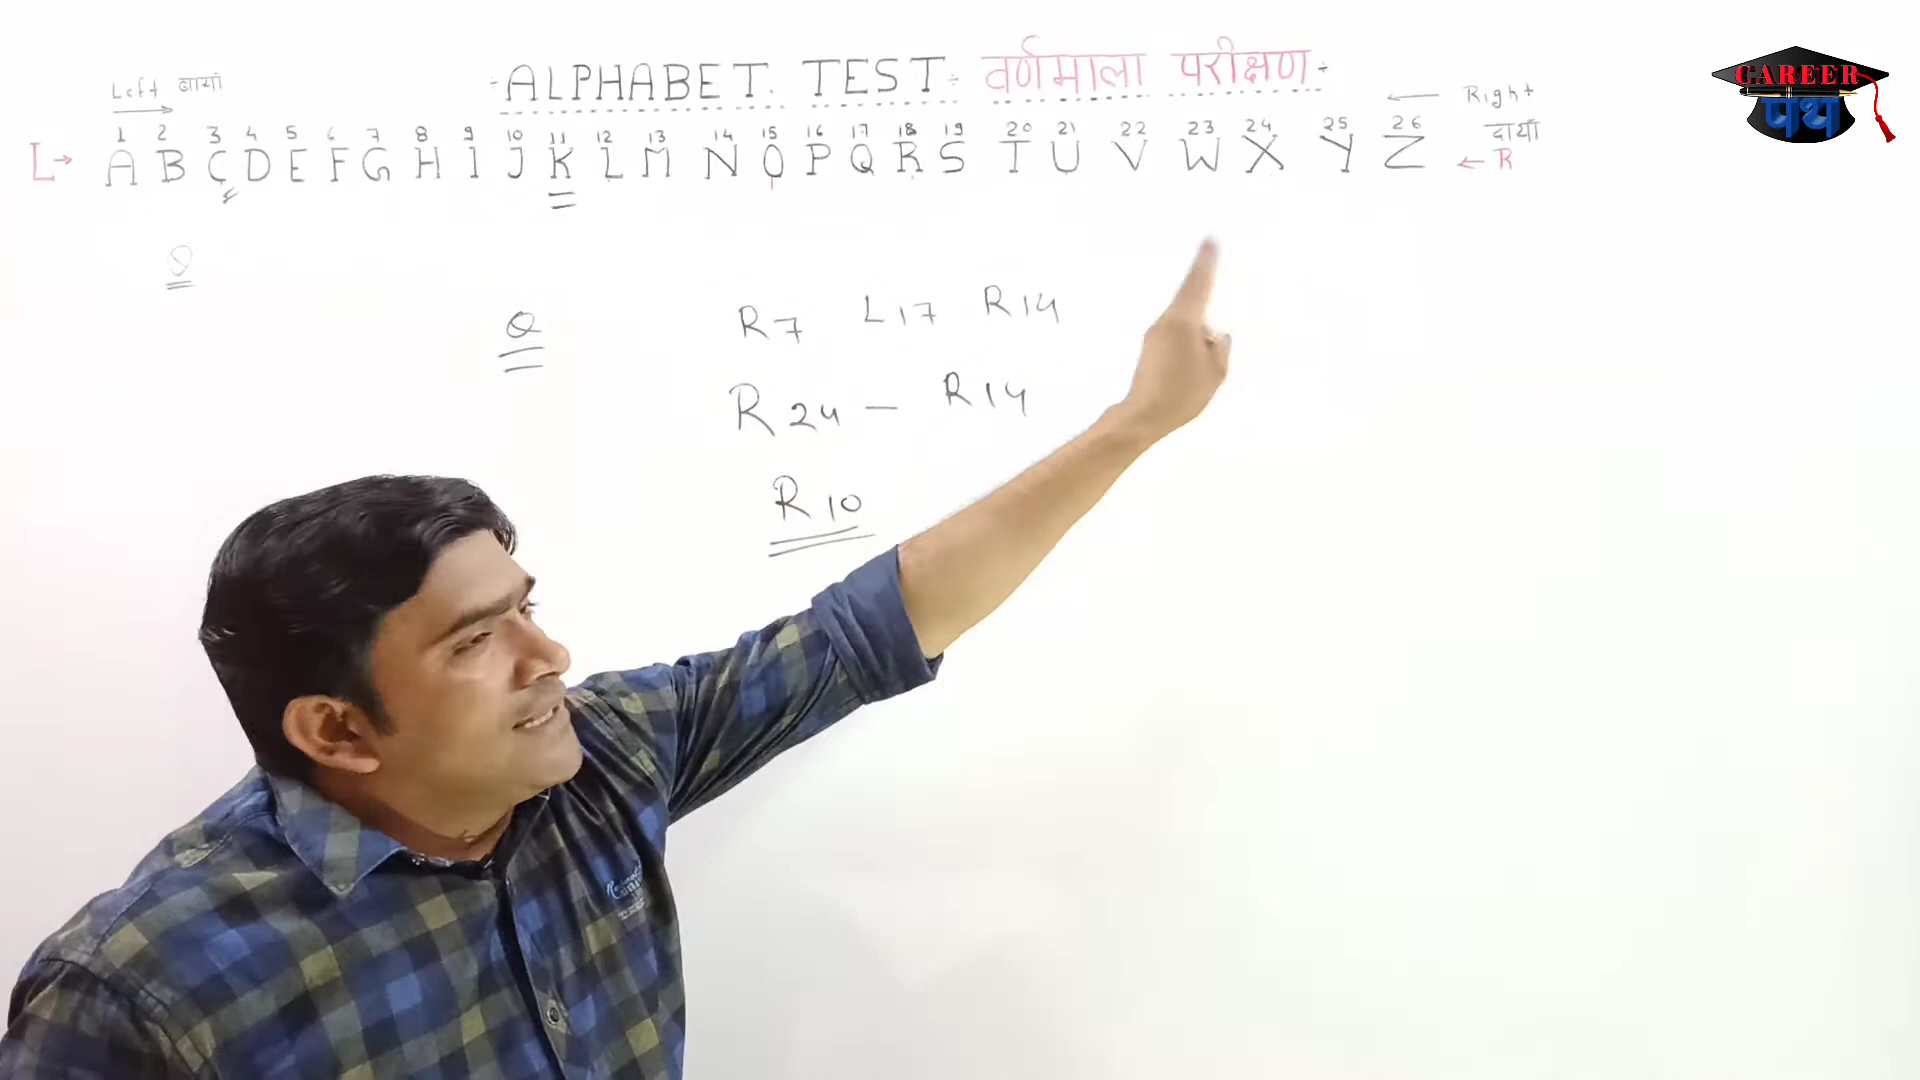 ÷ ALPHABET. TEST ÷ वर्णमाला परीक्षण ÷
Left बायां
← Right
दायाँ
1 2 3 4 5 6 7 8 9 10 11 12 13 14 15 16 17 18 19 20 21 22 23 24 25 26
L→ A B C D E F G H I J K L M N O P Q R S T U V W X Y Z ← R
Q
Q R7 L17 R14
R24 — R14
R10
CAREER
पथ